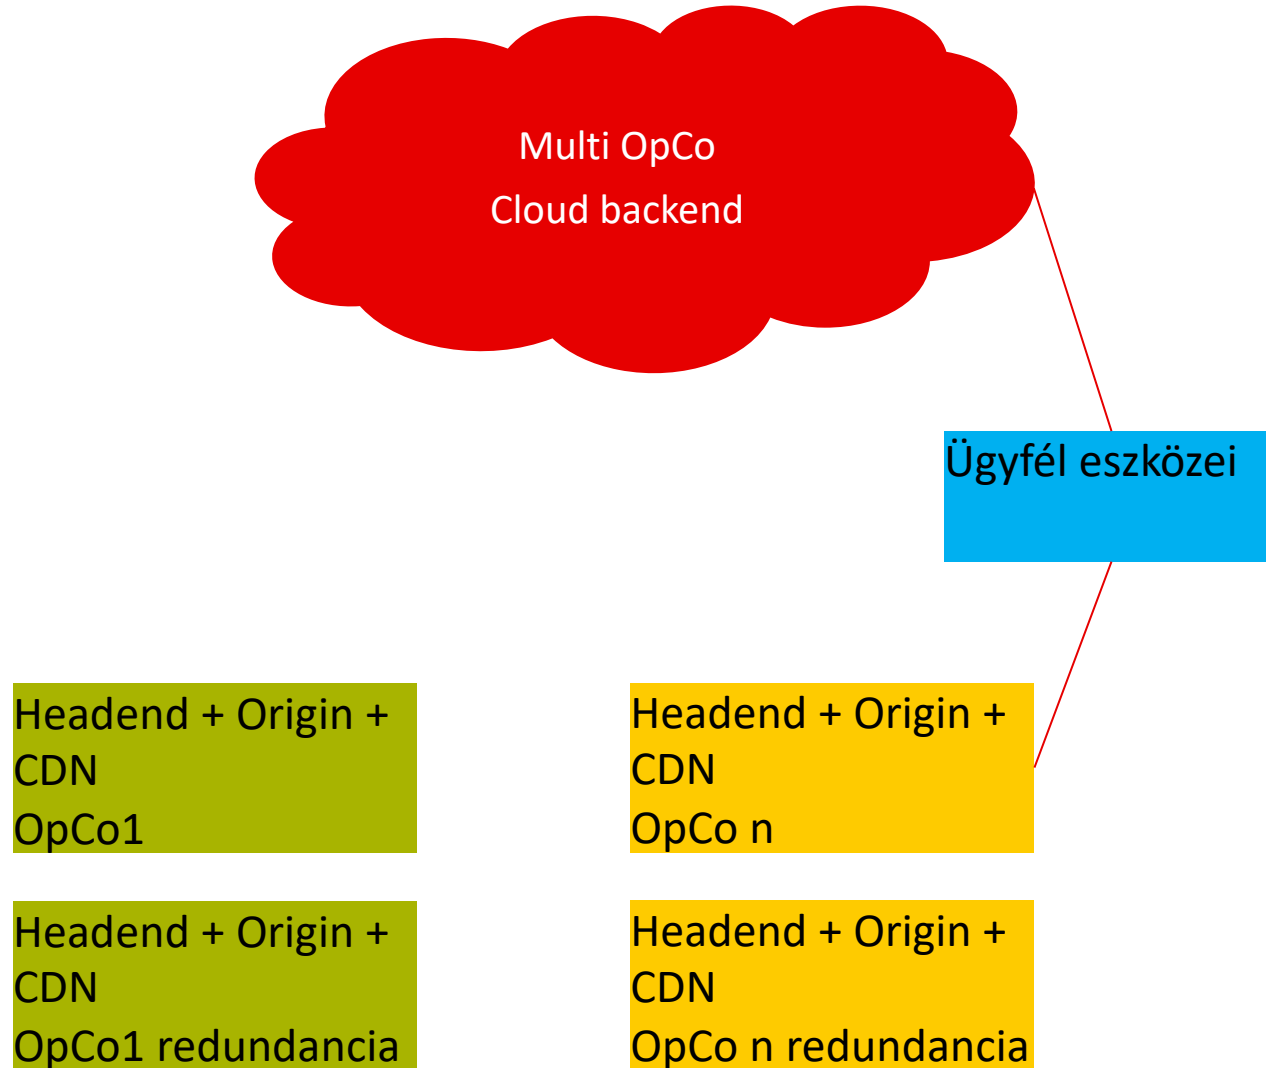 Multi OpCo
Cloud backend
Ügyfél eszközei
Headend + Origin +
CDN
OpCo1
Headend + Origin +
CDN
OpCo n
Headend + Origin +
CDN
OpCo1 redundancia
Headend + Origin +
CDN
OpCo n redundancia